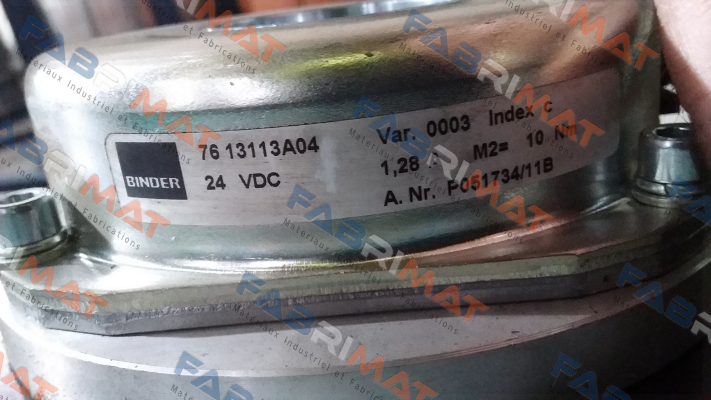 76 13113A04 Var. 0003 Index c
BINDER 24 VDC 1,28 A M2= 10 Nm
A. Nr. P051734/11B
FABRIMAT
Materiaux Industriel et Fabrications